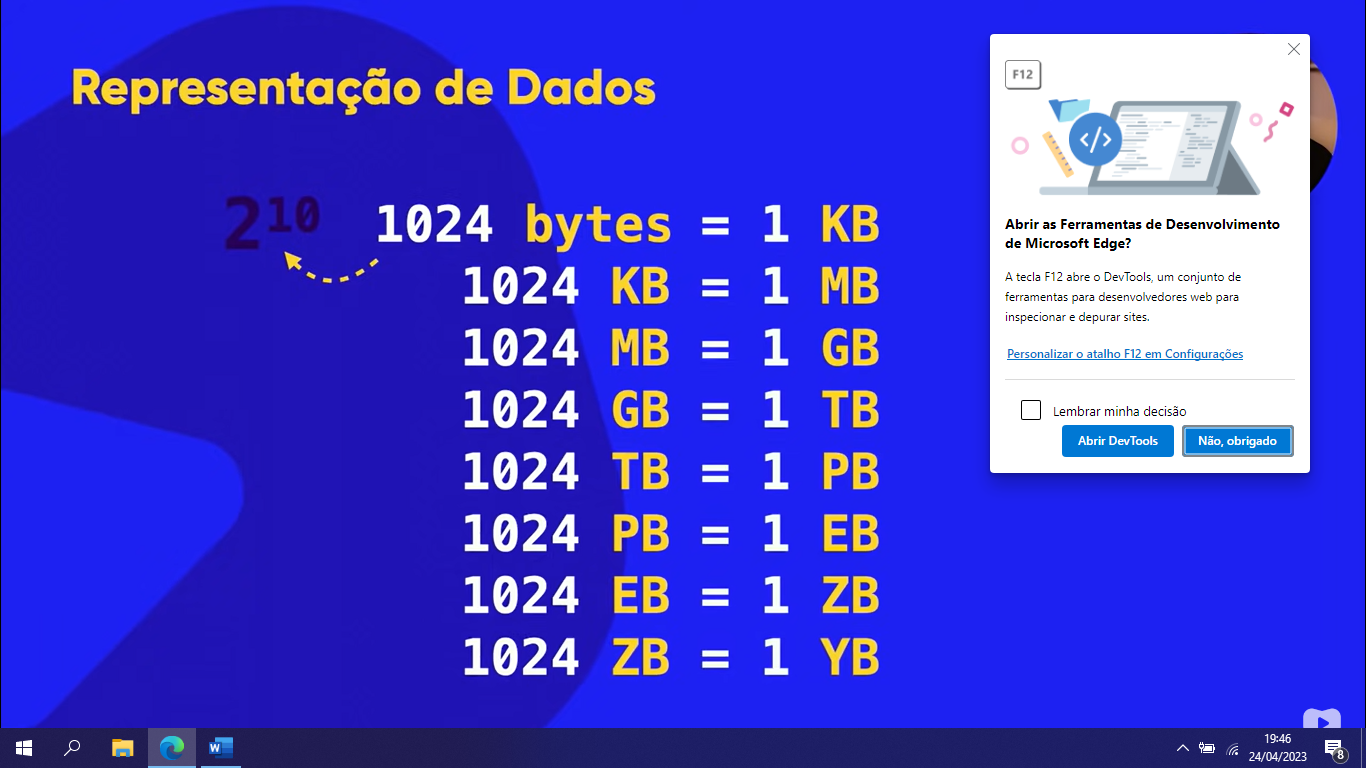 Representação de Dados
2¹⁰ 1024 bytes = 1 KB
1024 KB = 1 MB
1024 MB = 1 GB
1024 GB = 1 TB
1024 TB = 1 PB
1024 PB = 1 EB
1024 EB = 1 ZB
1024 ZB = 1 YB
F12
</>
Abrir as Ferramentas de Desenvolvimento
de Microsoft Edge?
A tecla F12 abre o DevTools, um conjunto de
ferramentas para desenvolvedores web para
inspecionar e depurar sites.
Personalizar o atalho F12 em Configurações
Lembrar minha decisão
Abrir DevTools
Não, obrigado
W
19:46
24/04/2023
8